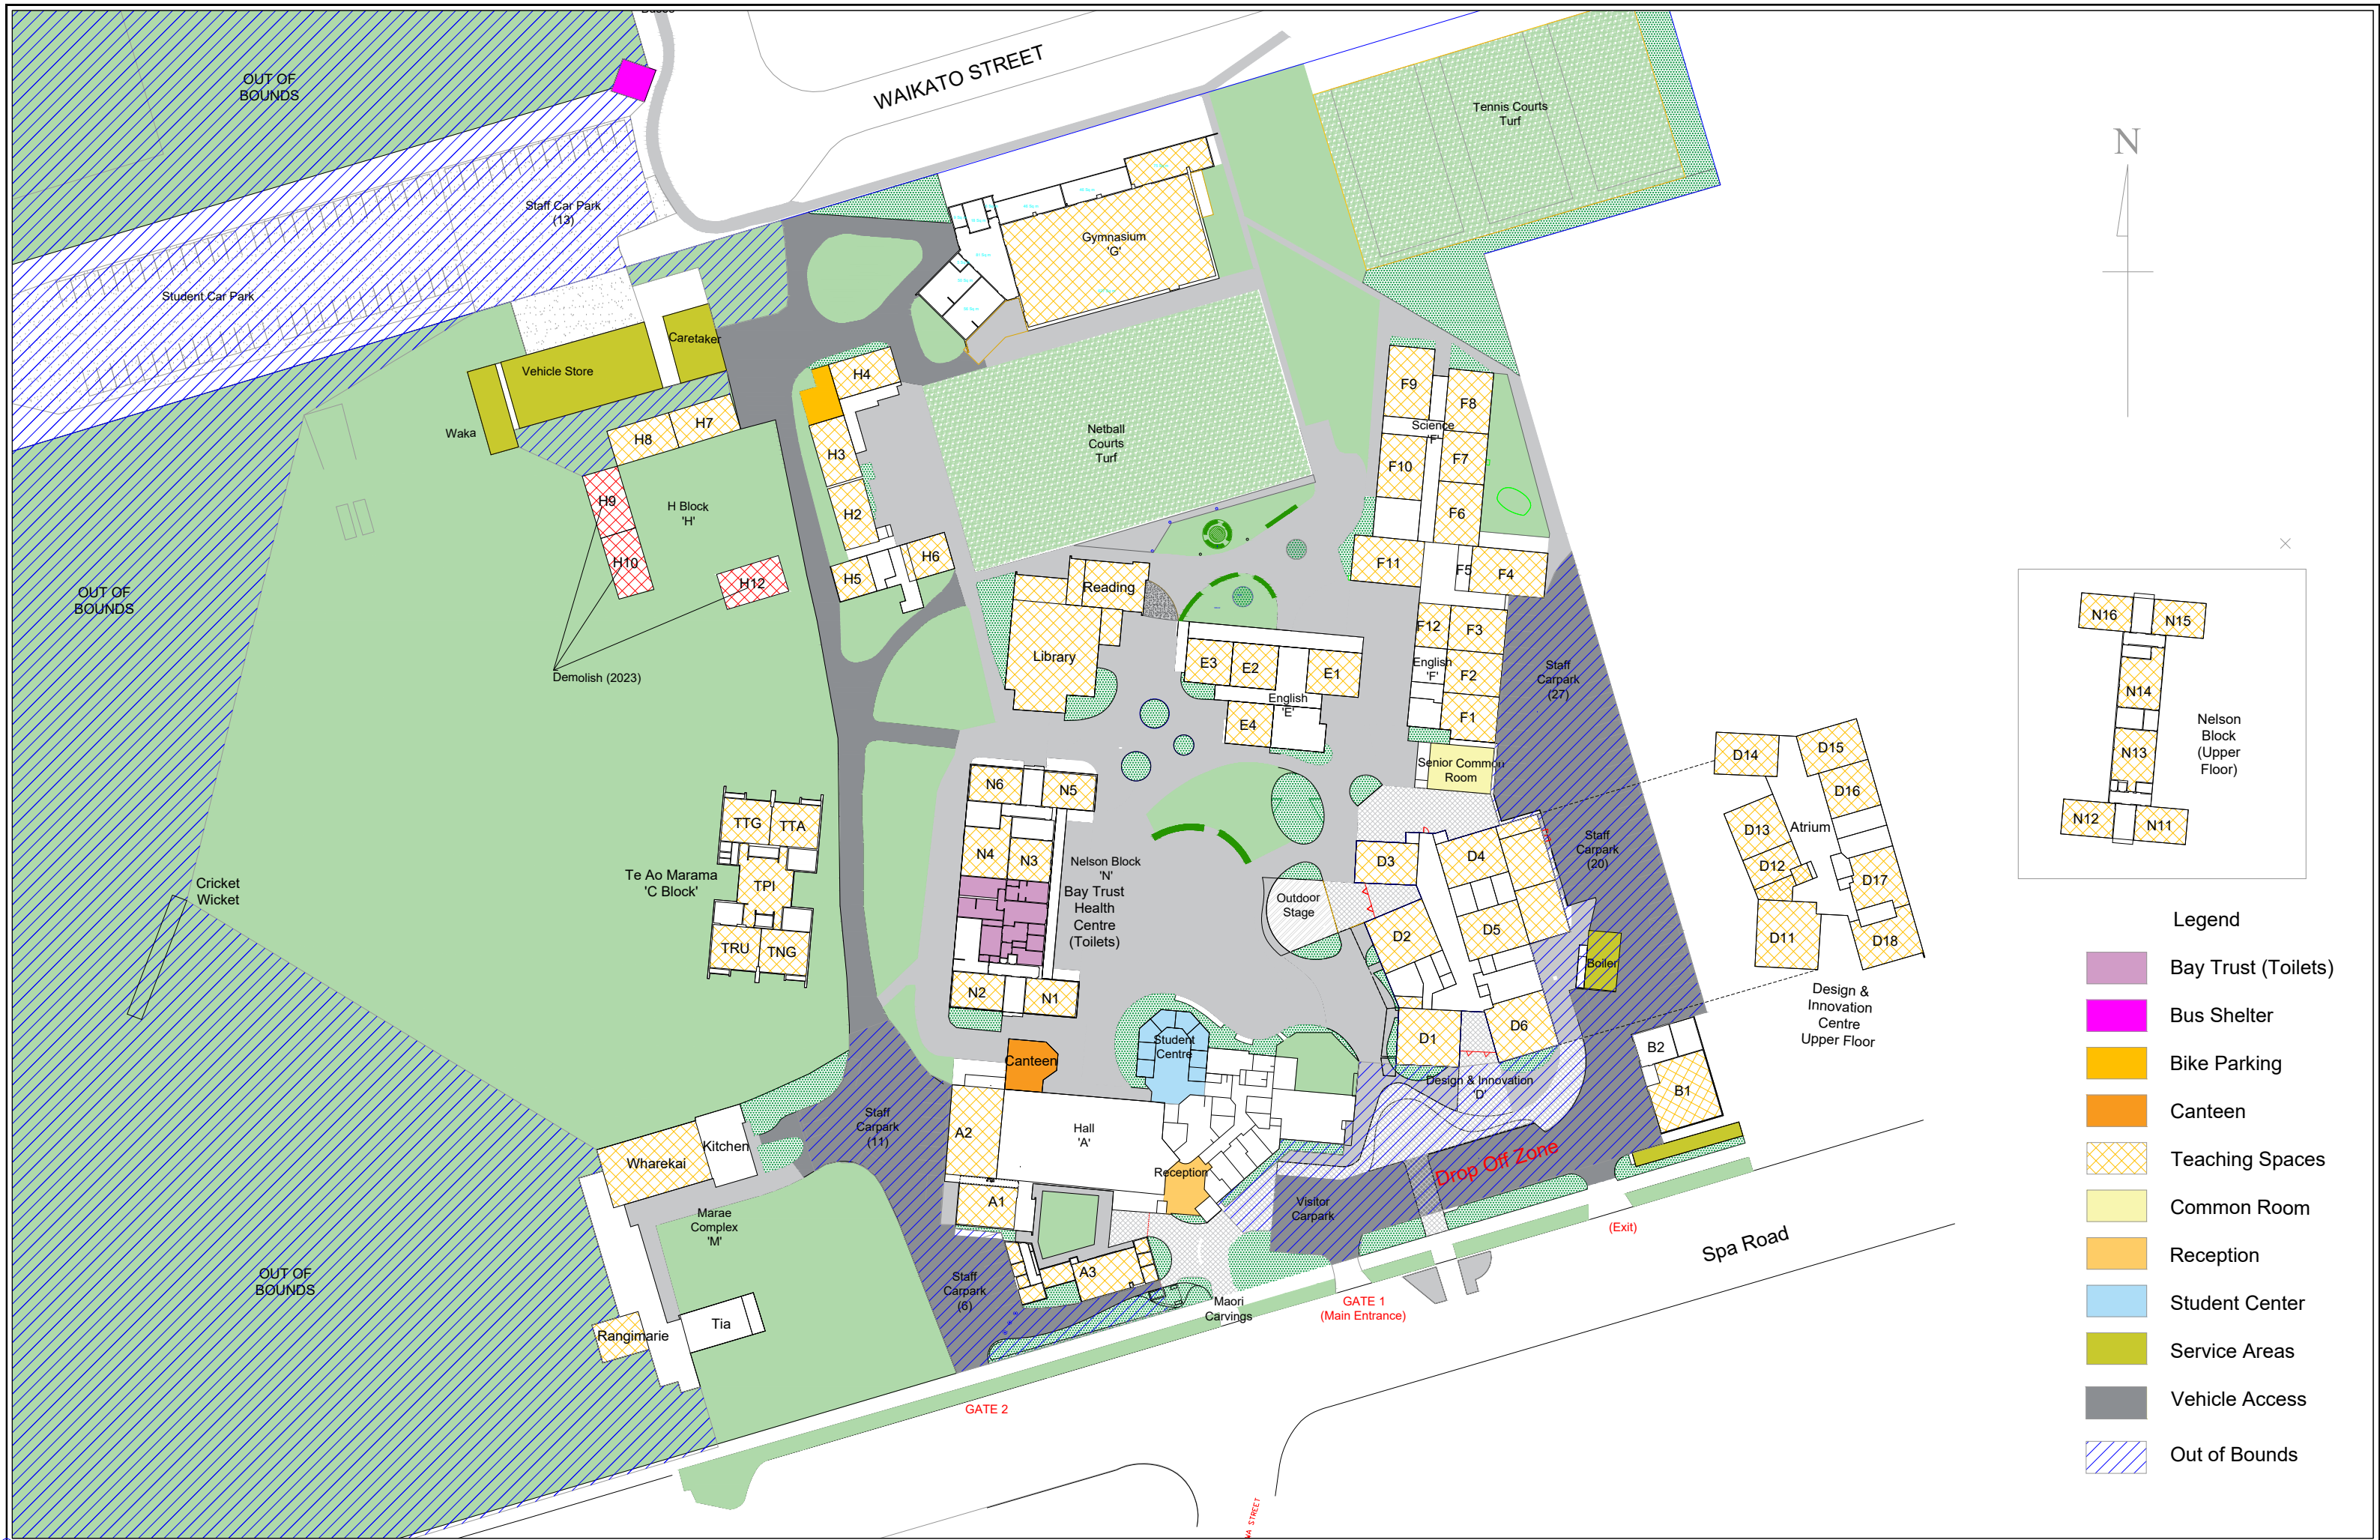 WAIKATO STREET
OUT OF
BOUNDS
Staff Car Park
(13)
Student Car Park
Tennis Courts
Turf
N
Gymnasium
'G'
Caretaker
Vehicle Store
Waka
H4
H3
H2
H5
H6
H7
H8
H9
H10
H12
H Block
'H'
Demolish (2023)
Netball
Courts
Turf
F9
F8
Science
'F'
F10
F7
F6
F11
F5
F4
F12
F3
English
'F'
F2
F1
Senior Common
Room
Staff
Carpark
(27)
Reading
Library
E3
E2
E1
English
'E'
E4
OUT OF
BOUNDS
Cricket
Wicket
TTG
TTA
TPI
TRU
TNG
Te Ao Marama
'C Block'
N6
N5
N4
N3
N2
N1
Nelson Block
'N'
Bay Trust
Health
Centre
(Toilets)
Outdoor
Stage
D3
D4
D2
D5
D1
D6
Design & Innovation
'D'
Staff
Carpark
(20)
Boiler
D14
D15
D16
D13
Atrium
D12
D17
D11
D18
Design &
Innovation
Centre
Upper Floor
N16
N15
N14
N13
N12
N11
Nelson
Block
(Upper
Floor)
B2
B1
Canteen
Student
Centre
Hall
'A'
A2
A1
A3
Reception
Staff
Carpark
(11)
Staff
Carpark
(6)
Kitchen
Wharekai
Marae
Complex
'M'
Tia
Rangimarie
OUT OF
BOUNDS
Visitor
Carpark
Drop Off Zone
Maori
Carvings
GATE 1
(Main Entrance)
(Exit)
Spa Road
GATE 2
Legend
Bay Trust (Toilets)
Bus Shelter
Bike Parking
Canteen
Teaching Spaces
Common Room
Reception
Student Center
Service Areas
Vehicle Access
Out of Bounds